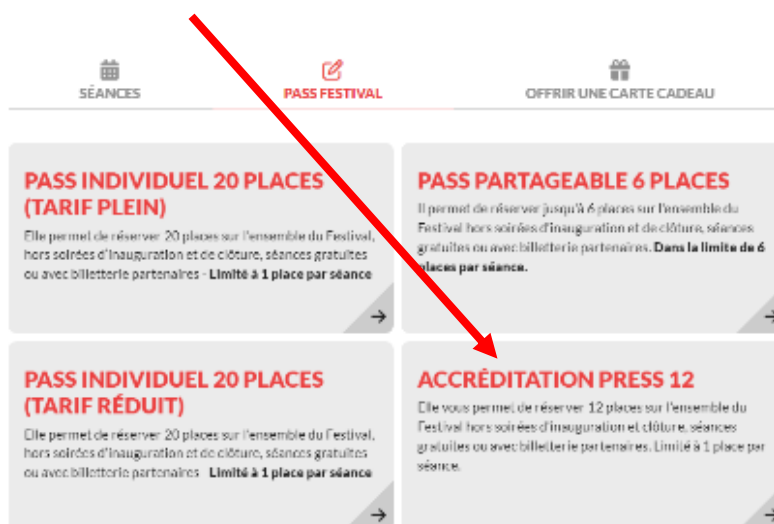 SÉANCES
PASS FESTIVAL
OFFRIR UNE CARTE CADEAU
PASS INDIVIDUEL 20 PLACES
(TARIF PLEIN)
Elle permet de réserver 20 places sur l'ensemble du Festival,
hors soirées d'inauguration et de clôture, séances gratuites
ou avec billetterie partenaires - Limité à 1 place par séance
PASS PARTAGEABLE 6 PLACES
Il permet de réserver jusqu'à 6 places sur l'ensemble du
Festival hors soirées d'inauguration et de clôture, séances
gratuites ou avec billetterie partenaires. Dans la limite de 6
places par séance.
PASS INDIVIDUEL 20 PLACES
(TARIF RÉDUIT)
Elle permet de réserver 20 places sur l'ensemble du Festival,
hors soirées d'inauguration et de clôture, séances gratuites
ou avec billetterie partenaires Limité à 1 place par séance
ACCRÉDITATION PRESS 12
Elle vous permet de réserver 12 places sur l'ensemble du
Festival hors soirées d'inauguration et clôture, séances
gratuites ou avec billetterie partenaires. Limité à 1 place par
séance.